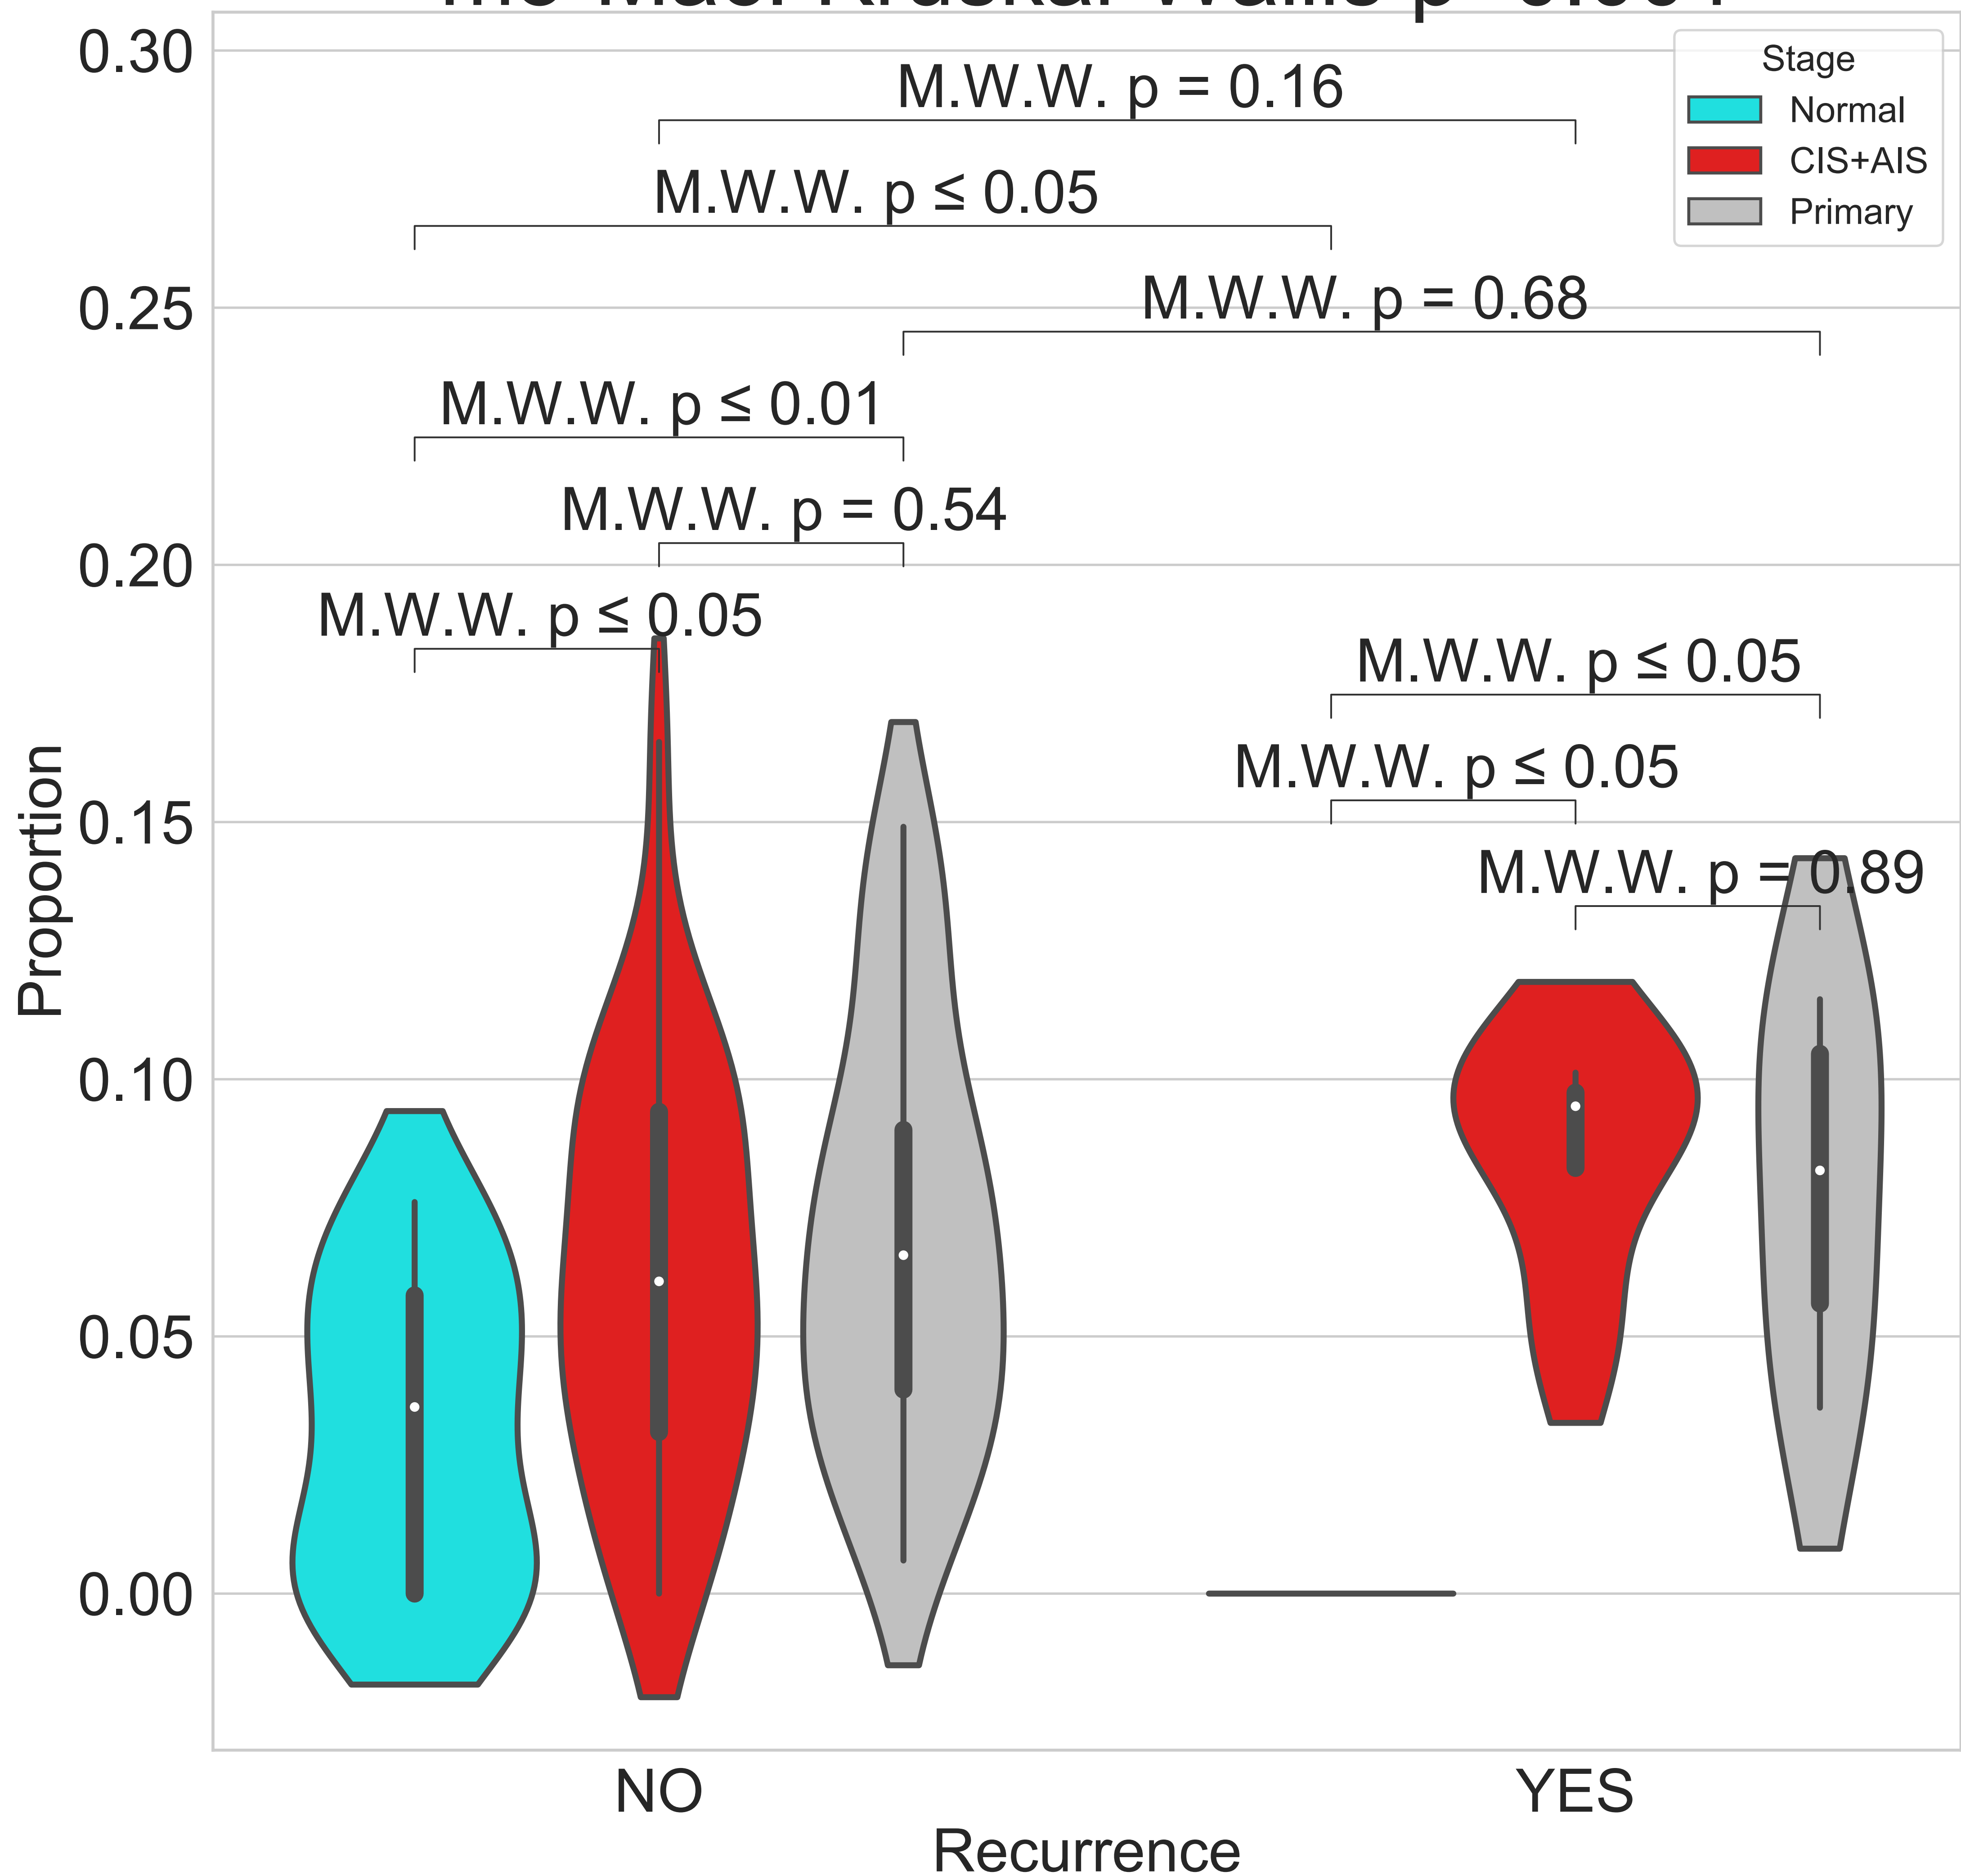 0.30
0.25
0.20
0.15
0.10
0.05
0.00
Proportion
M.W.W. p = 0.16
M.W.W. p ≤ 0.05
M.W.W. p = 0.68
M.W.W. p ≤ 0.01
M.W.W. p = 0.54
M.W.W. p ≤ 0.05
M.W.W. p ≤ 0.05
M.W.W. p ≤ 0.05
M.W.W. p = 0.89
Stage
Normal
CIS+AIS
Primary
NO
YES
Recurrence